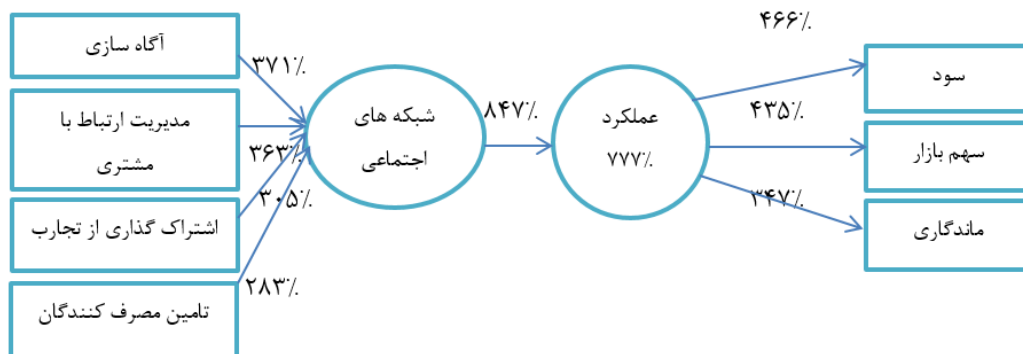 آگاه سازی
۳۷۱٪
مدیریت ارتباط با
مشتری
۳۶۳٪
اشتراک گذاری از تجارب
۳۰۵٪
تامین مصرف کنندگان
۲۸۳٪
شبکه های
اجتماعی
۸۴۷٪
عملکرد
۷۷۷٪
۴۶۶٪
سود
۴۳۵٪
سهم بازار
۳۴۷٪
ماندگاری